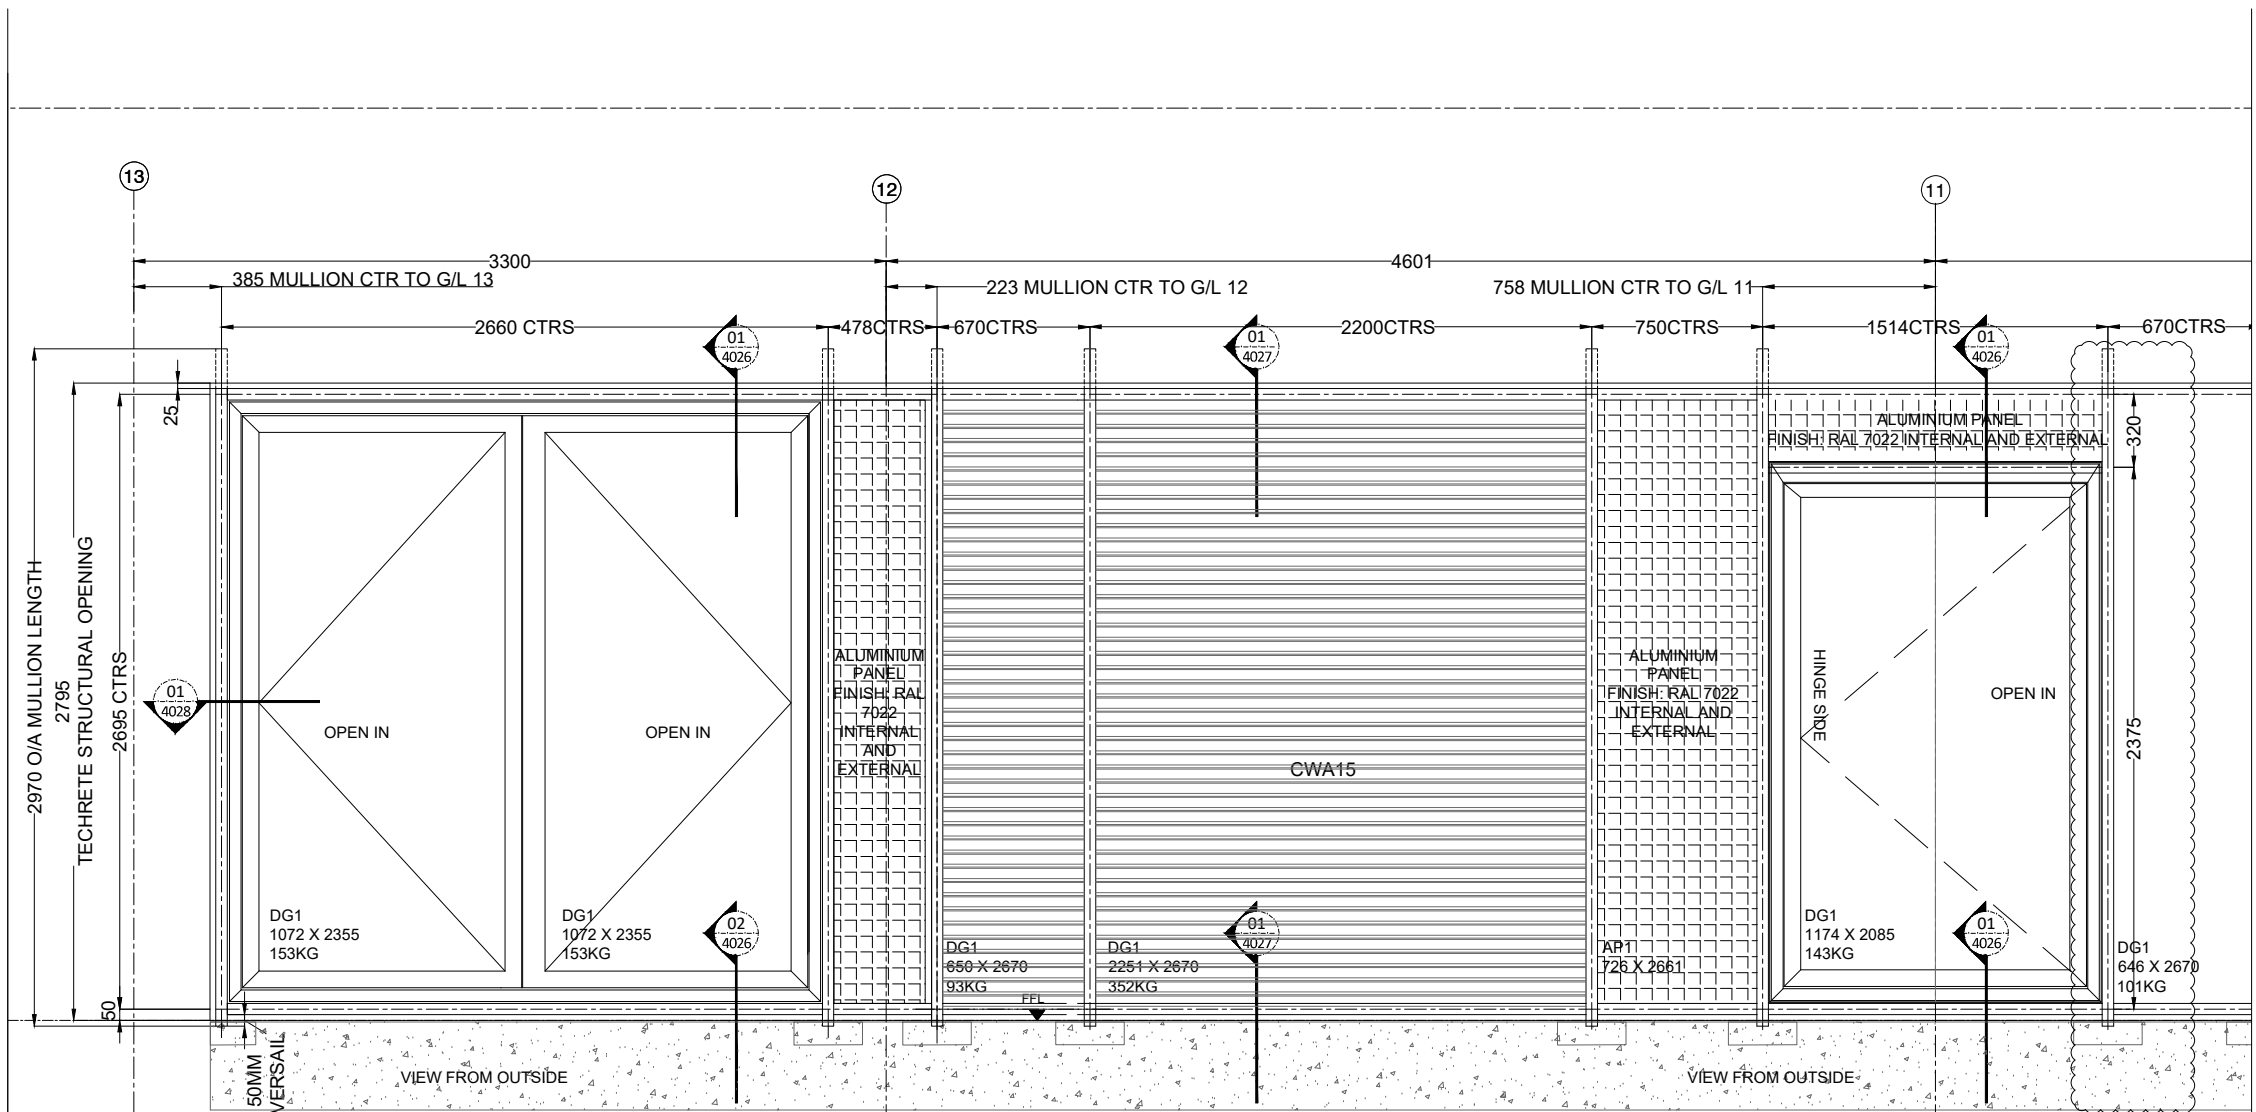 13
12
11
3300
4601
385 MULLION CTR TO G/L 13
223 MULLION CTR TO G/L 12
758 MULLION CTR TO G/L 11
2660 CTRS
478CTRS
670CTRS
2200CTRS
750CTRS
1514CTRS
670CTRS
01
4026
01
4027
01
4026
25
2970 O/A MULLION LENGTH
2795
TECHRETE STRUCTURAL OPENING
2695 CTRS
50
ALUMINIUM PANEL
FINISH: RAL 7022 INTERNAL AND EXTERNAL
320
2375
01
4028
OPEN IN
OPEN IN
ALUMINIUM
PANEL
FINISH: RAL
7022
INTERNAL
AND
EXTERNAL
CWA15
ALUMINIUM
PANEL
FINISH: RAL 7022
INTERNAL AND
EXTERNAL
HINGE SIDE
OPEN IN
DG1
1072 X 2355
153KG
DG1
1072 X 2355
153KG
02
4026
DG1
650 X 2670
93KG
DG1
2251 X 2670
352KG
01
4027
AP1
726 X 2661
DG1
1174 X 2085
143KG
01
4026
DG1
646 X 2670
101KG
FFL
50MM
VERSAIL
VIEW FROM OUTSIDE
VIEW FROM OUTSIDE